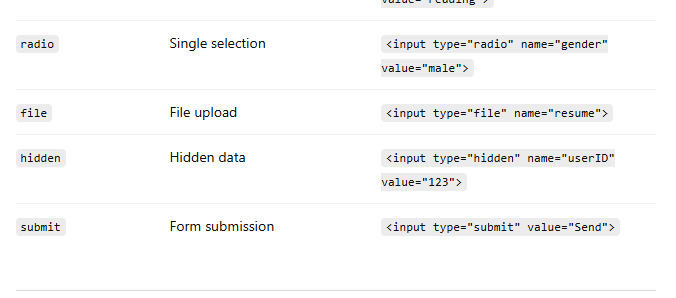 value="reading">
radio Single selection <input type="radio" name="gender"
value="male">
file File upload <input type="file" name="resume">
hidden Hidden data <input type="hidden" name="userID"
value="123">
submit Form submission <input type="submit" value="Send">